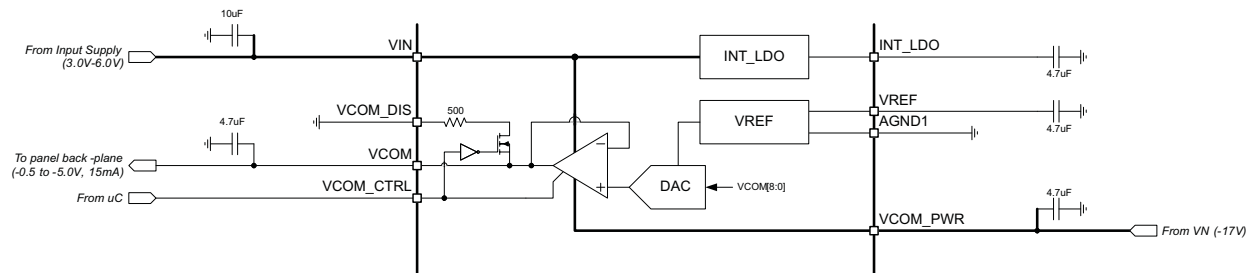 10uF
From Input Supply
(3.0V-6.0V)
VIN
INT_LDO
INT_LDO
4.7uF
VCOM_DIS
500
VREF
VREF
4.7uF
AGND1
4.7uF
To panel back -plane
(-0.5 to -5.0V, 15mA)
VCOM
−
+
DAC
VCOM[8:0]
From uC
VCOM_CTRL
4.7uF
VCOM_PWR
From VN (-17V)